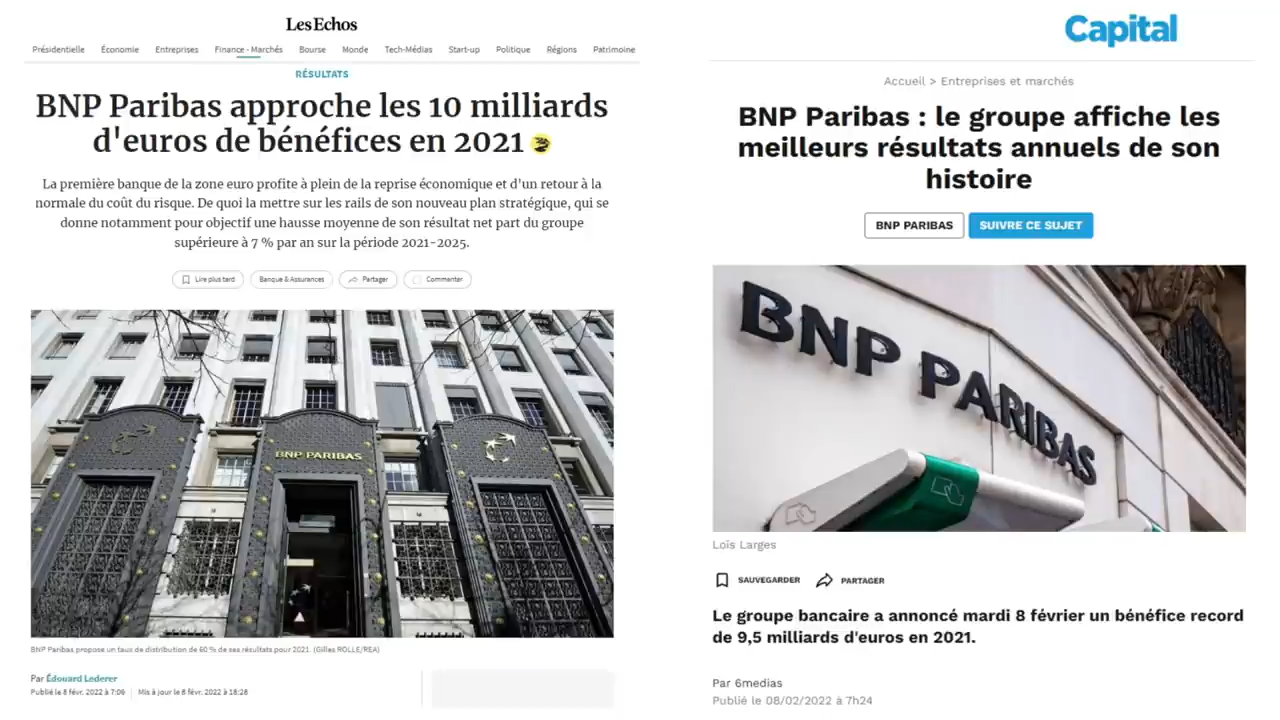 Les Echos
Présidentielle Économie Entreprises Finance - Marchés Bourse Monde Tech-Médias Start-up Politique Régions Patrimoine
RÉSULTATS
BNP Paribas approche les 10 milliards
d'euros de bénéfices en 2021
La première banque de la zone euro profite à plein de la reprise économique et d'un retour à la
normale du coût du risque. De quoi la mettre sur les rails de son nouveau plan stratégique, qui se
donne notamment pour objectif une hausse moyenne de son résultat net part du groupe
supérieure à 7 % par an sur la période 2021-2025.
Lire plus tard Banque & Assurances Partager Commenter
BNP PARIBAS
BNP Paribas propose un taux de distribution de 60 % de ses résultats pour 2021. (Gilles ROLLE/REA)
Par Édouard Lederer
Publié le 8 févr. 2022 à 7:09 Mis à jour le 8 févr. 2022 à 18:28
Capital
Accueil > Entreprises et marchés
BNP Paribas : le groupe affiche les
meilleurs résultats annuels de son
histoire
BNP PARIBAS SUIVRE CE SUJET
BNP PARIBAS
Loïs Larges
SAUVEGARDER PARTAGER
Le groupe bancaire a annoncé mardi 8 février un bénéfice record
de 9,5 milliards d'euros en 2021.
Par 6medias
Publié le 08/02/2022 à 7h24